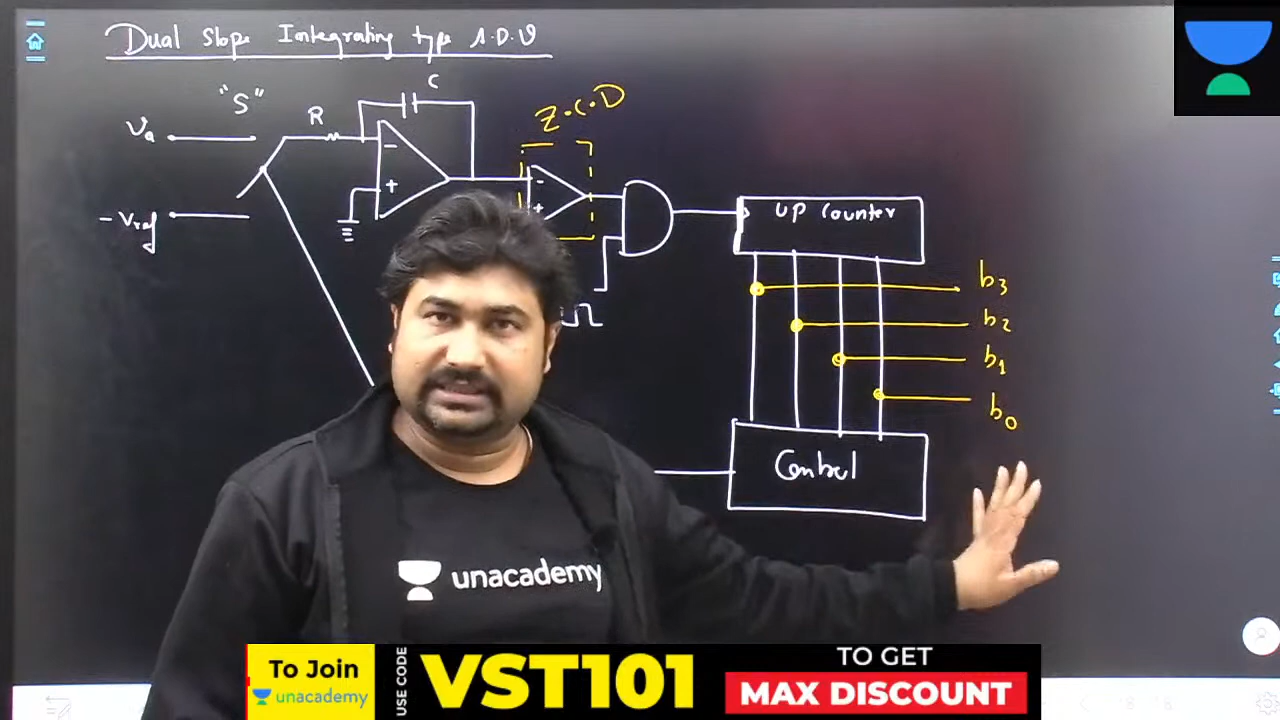 Dual Slope Integrating type A.D.V
"S"
R
C
Z.C.D
Va
-
+
-
+
- Vref
UP Counter
b3
b2
b1
b0
Control
unacademy
To Join
unacademy
USE CODE
VST101
TO GET
MAX DISCOUNT